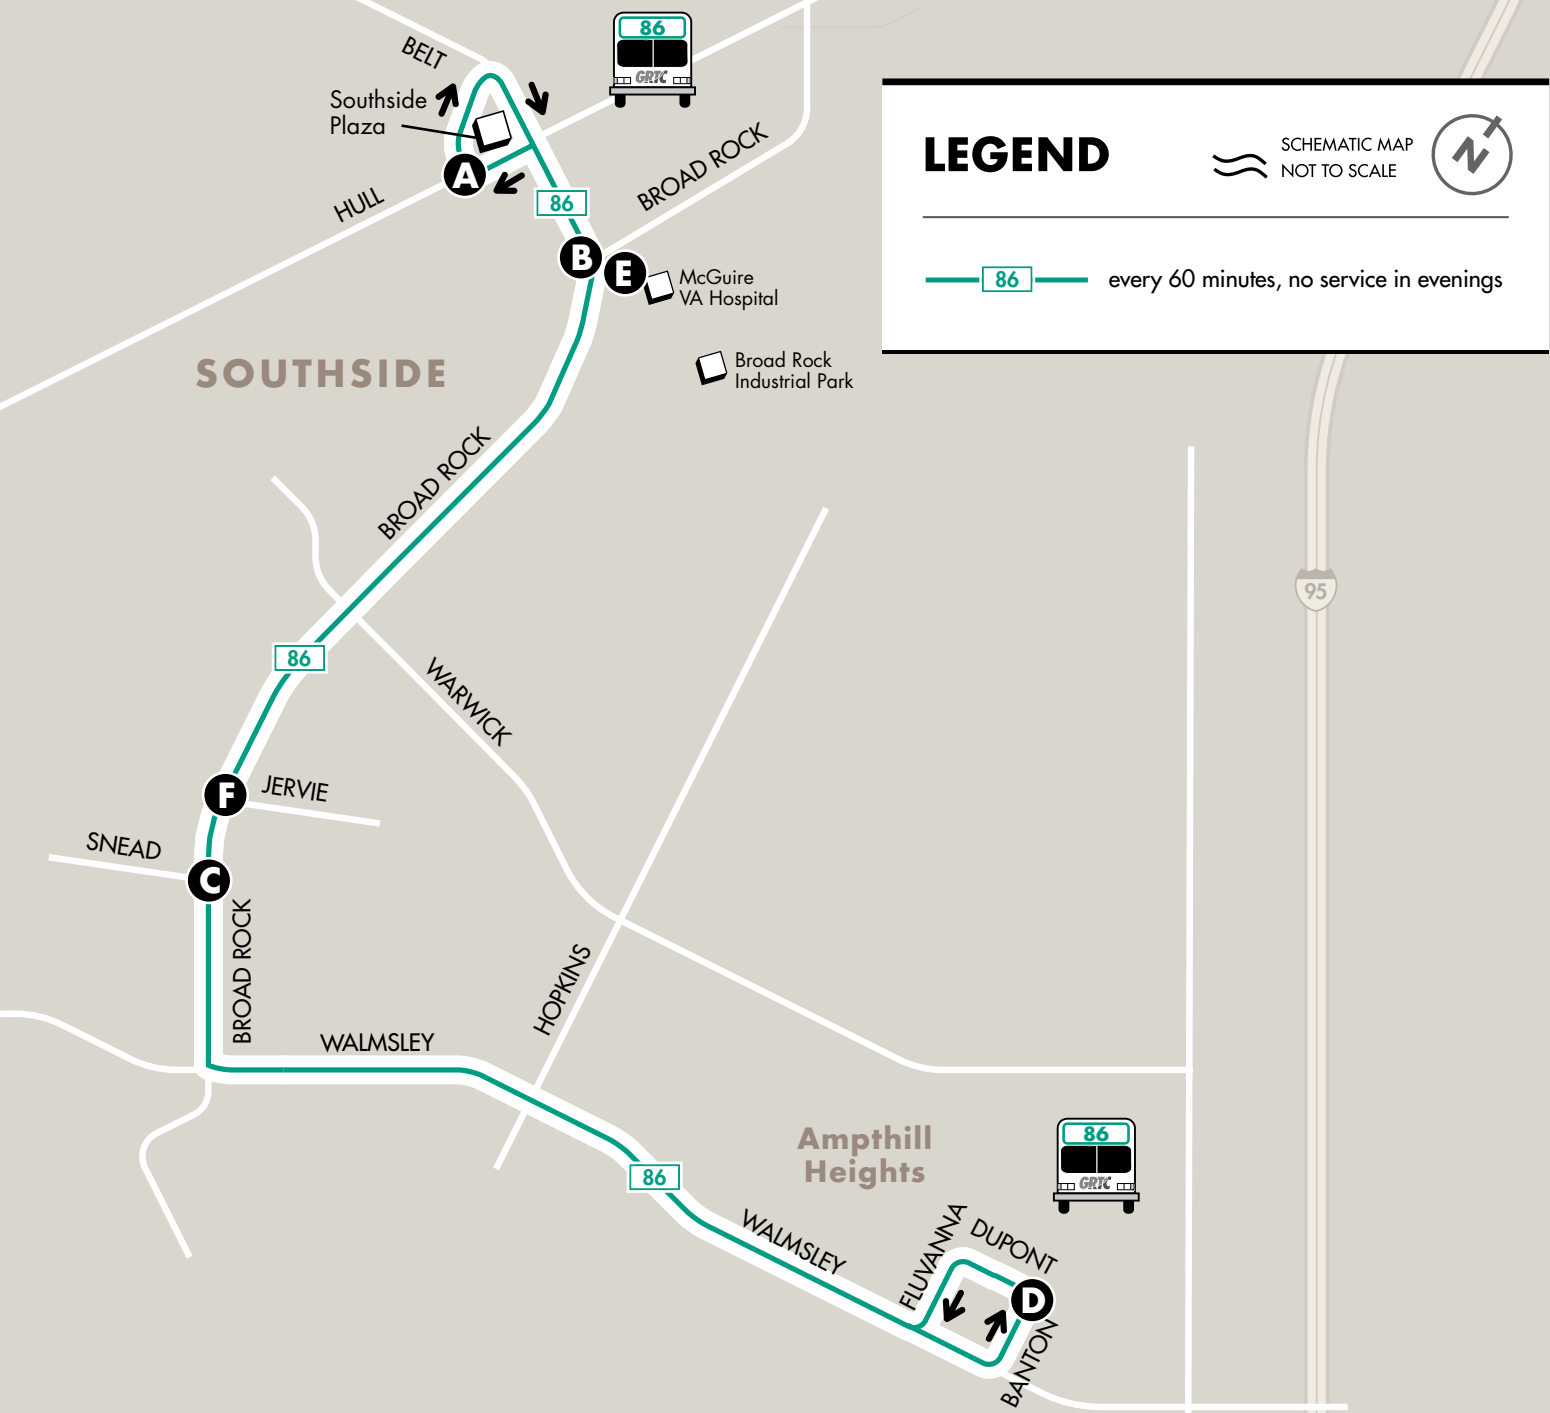 BELT
86
GRTC
Southside
Plaza
A
HULL
BROAD ROCK
86
B
E
McGuire
VA Hospital
Broad Rock
Industrial Park
LEGEND
SCHEMATIC MAP
NOT TO SCALE
N
86
every 60 minutes, no service in evenings
SOUTHSIDE
BROAD ROCK
95
86
WARWICK
F
JERVIE
SNEAD
C
BROAD ROCK
HOPKINS
WALMSLEY
Ampthill
Heights
86
GRTC
86
WALMSLEY
FLUVANNA
DUPONT
D
BANTON